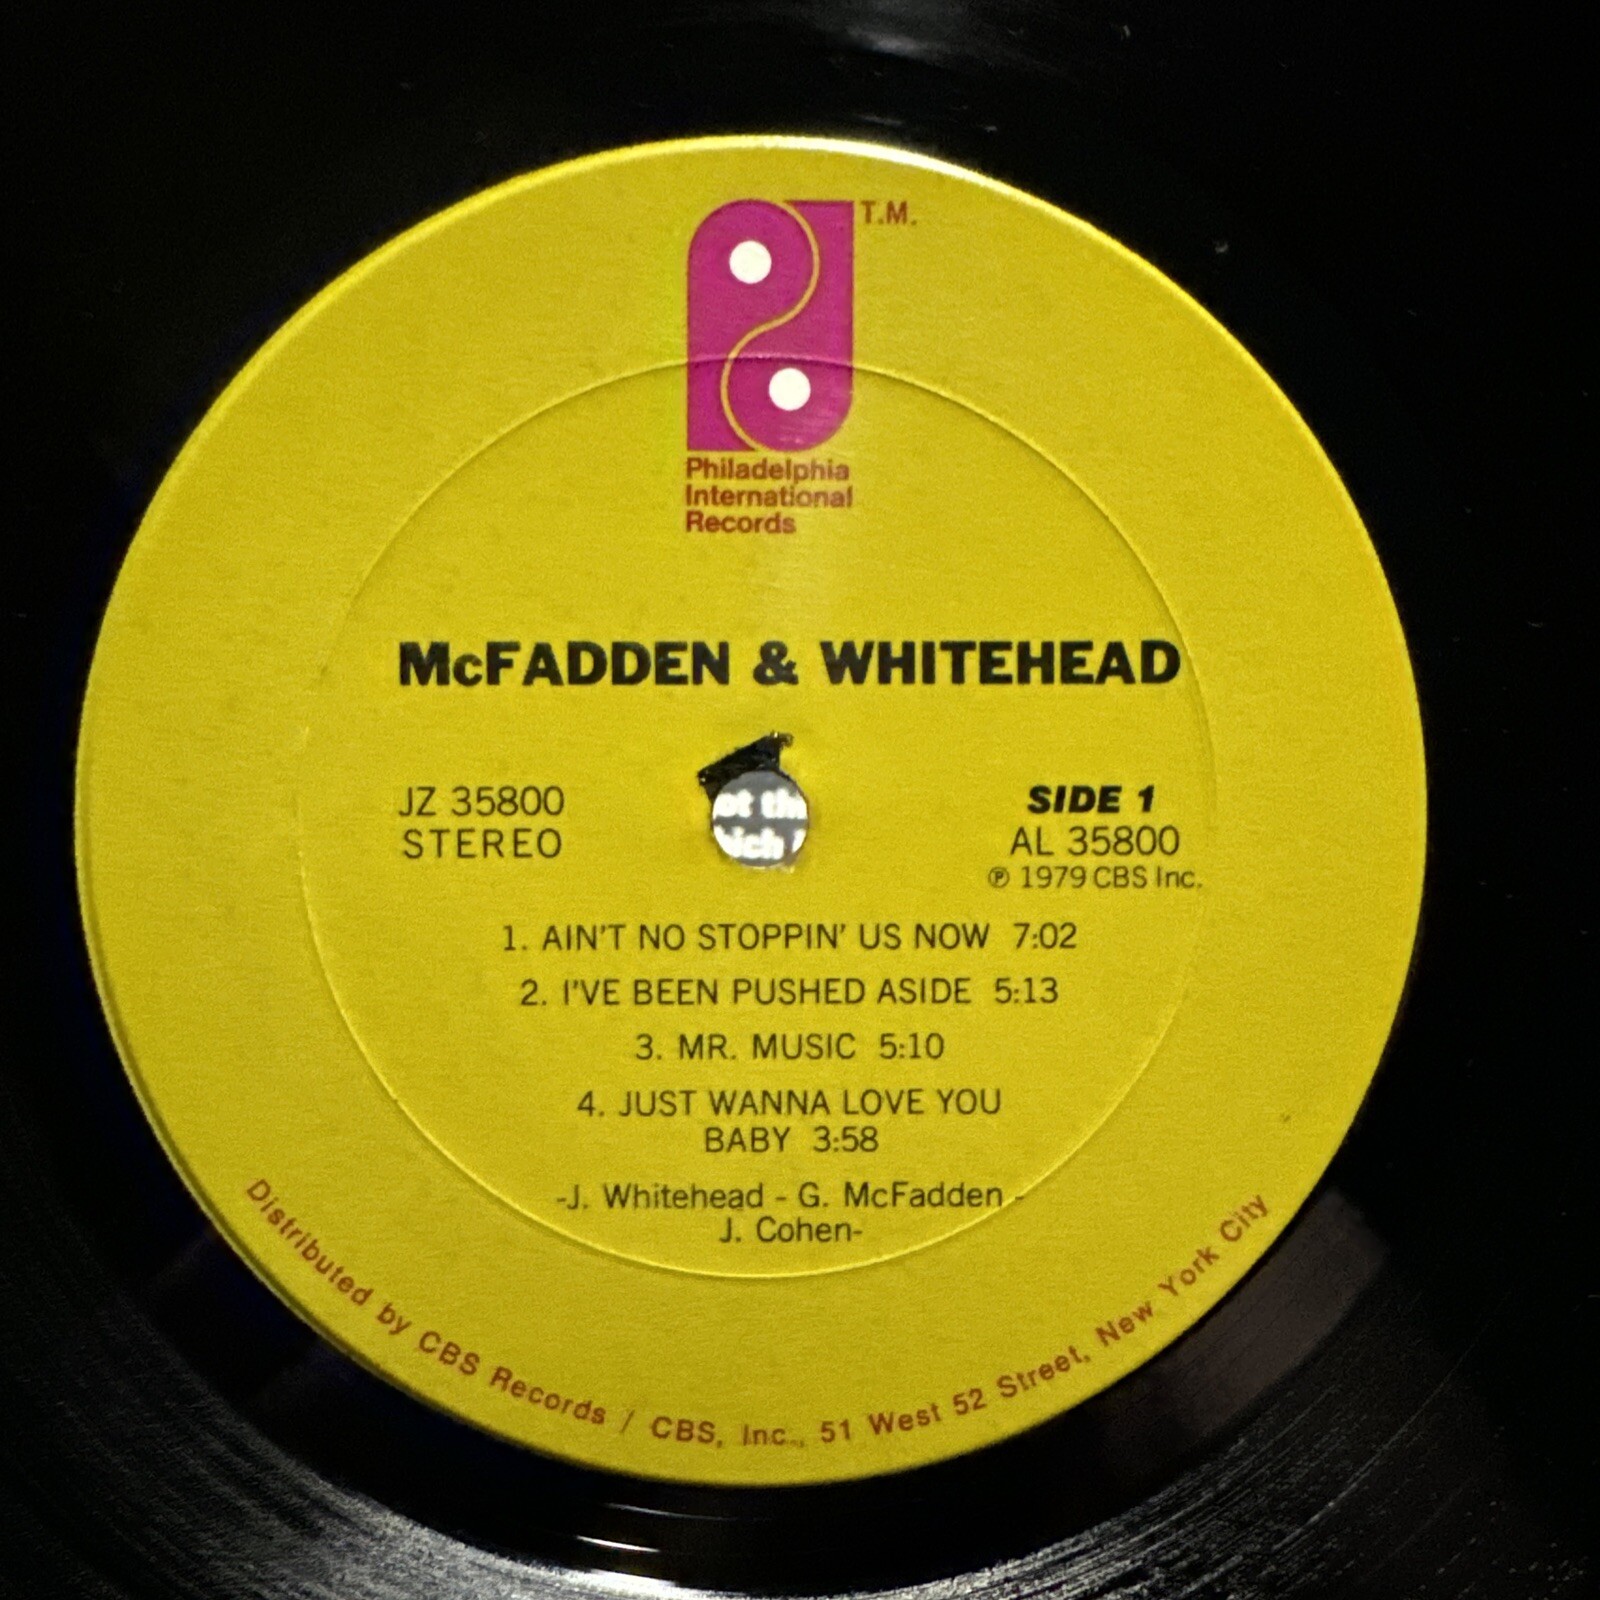 T.M.
Philadelphia
International
Records
McFADDEN & WHITEHEAD
JZ 35800
STEREO
SIDE 1
AL 35800
℗ 1979 CBS Inc.
1. AIN'T NO STOPPIN' US NOW 7:02
2. I'VE BEEN PUSHED ASIDE 5:13
3. MR. MUSIC 5:10
4. JUST WANNA LOVE YOU
BABY 3:58
-J. Whitehead - G. McFadden -
J. Cohen-
Distributed by CBS Records / CBS, Inc., 51 West 52 Street, New York City